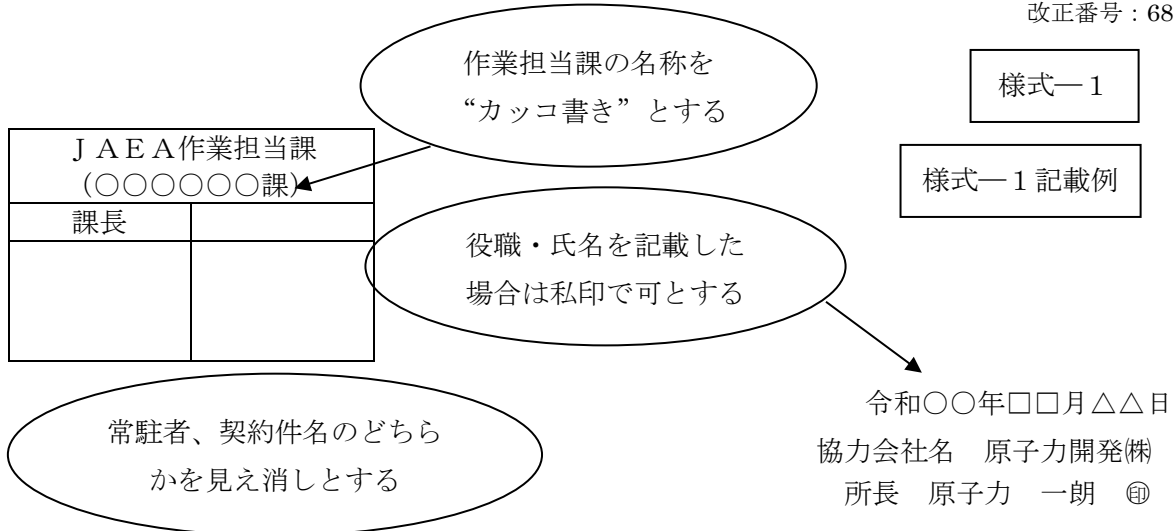 改正番号：68
作業担当課の名称を
“カッコ書き”とする
様式―１
ＪＡＥＡ作業担当課
（○○○○○○課）
様式―１記載例
課長
役職・氏名を記載した
場合は私印で可とする
令和○○年□□月△△日
常駐者、契約件名のどちら
かを見え消しとする
協力会社名　原子力開発㈱
所長　原子力　一朗　㊞